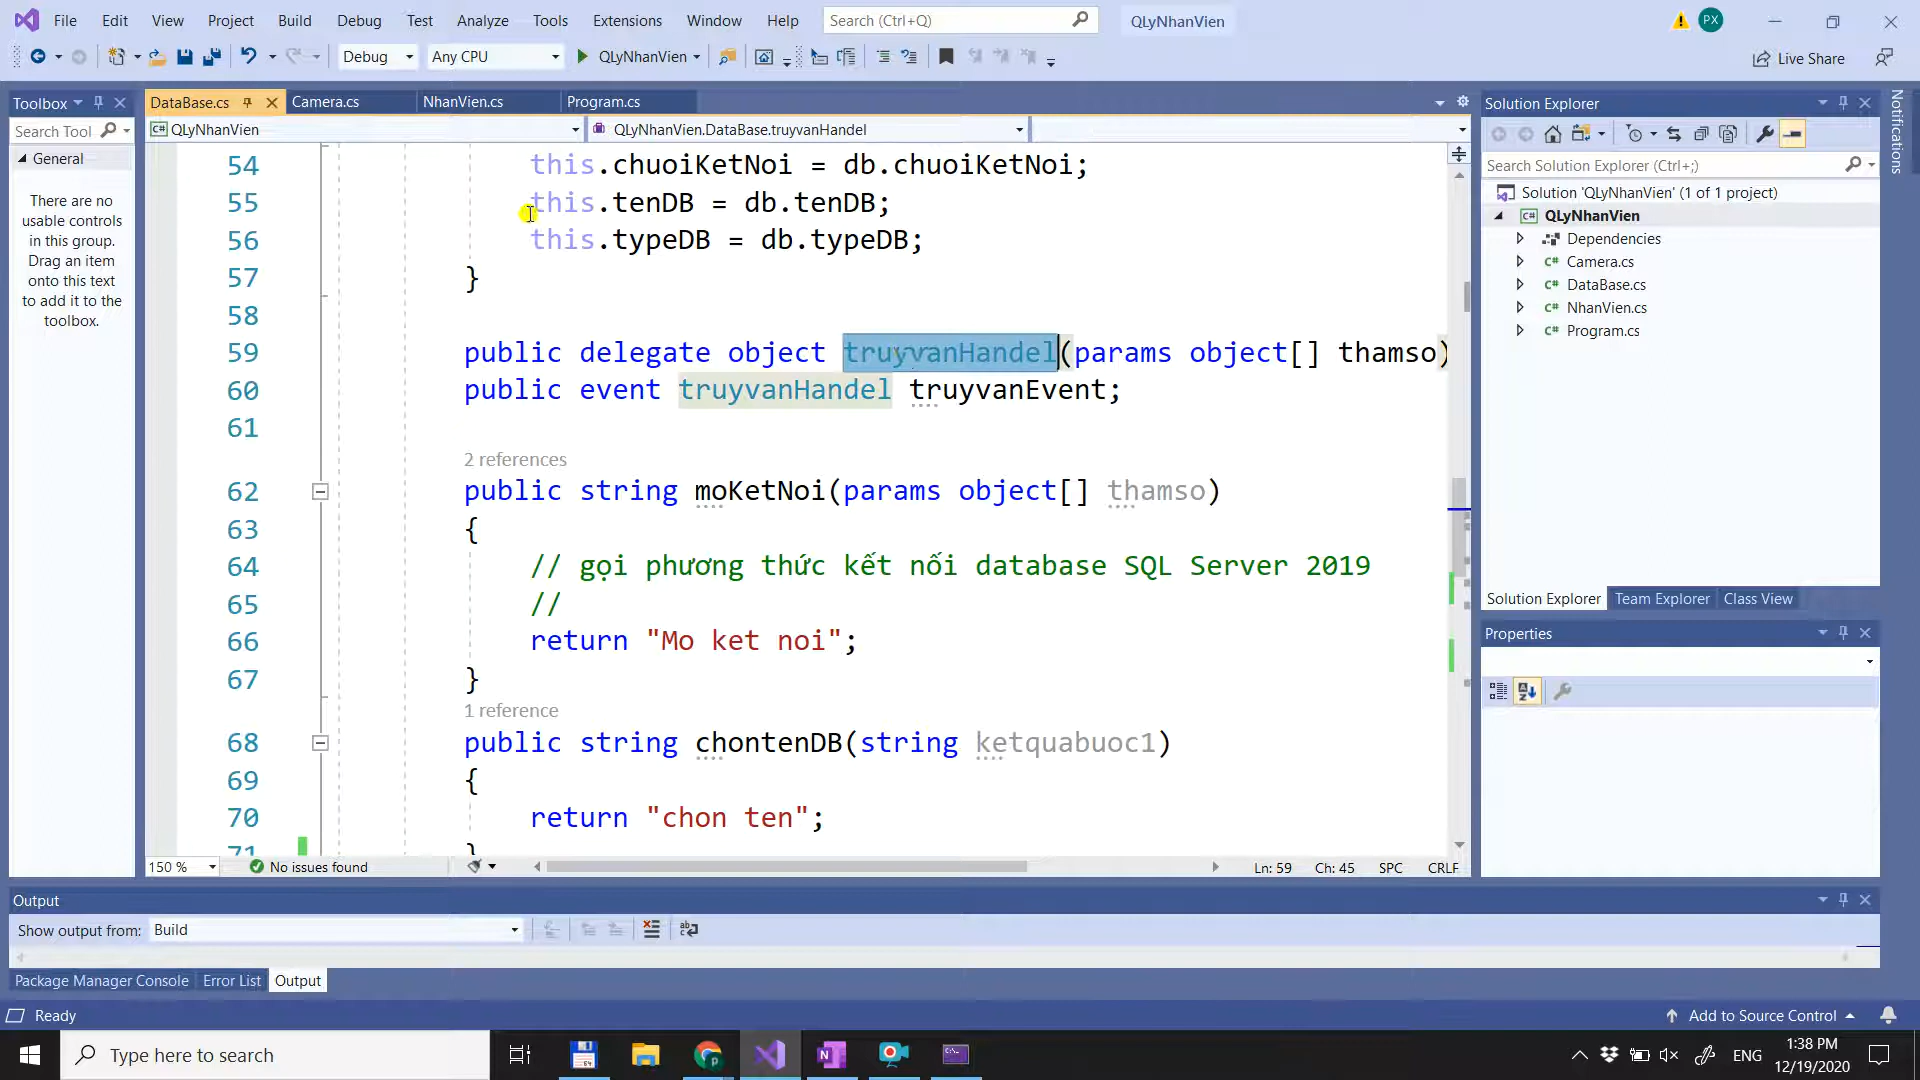 File Edit View Project Build Debug Test Analyze Tools Extensions Window Help Search (Ctrl+Q) QLyNhanVien PX
Debug Any CPU QLyNhanVien Live Share
Toolbox
Search Tool
General
There are no
usable controls
in this group.
Drag an item
onto this text
to add it to the
toolbox.
DataBase.cs Camera.cs NhanVien.cs Program.cs
QLyNhanVien QLyNhanVien.DataBase.truyvanHandel
54 this.chuoiKetNoi = db.chuoiKetNoi;
55 this.tenDB = db.tenDB;
56 this.typeDB = db.typeDB;
57 }
58
59 public delegate object truyvanHandel(params object[] thamso)
60 public event truyvanHandel truyvanEvent;
61
2 references
62 public string moKetNoi(params object[] thamso)
63 {
64 // gọi phương thức kết nối database SQL Server 2019
65 //
66 return "Mo ket noi";
67 }
1 reference
68 public string chontenDB(string ketquabuoc1)
69 {
70 return "chon ten";
71 }
150 % No issues found Ln: 59 Ch: 45 SPC CRLF
Solution Explorer
Search Solution Explorer (Ctrl+;)
Solution 'QLyNhanVien' (1 of 1 project)
QLyNhanVien
Dependencies
C# Camera.cs
C# DataBase.cs
C# NhanVien.cs
C# Program.cs
Solution Explorer Team Explorer Class View
Properties
Notifications
Output
Show output from: Build
Package Manager Console Error List Output
Ready Add to Source Control
Type here to search ENG 1:38 PM
12/19/2020